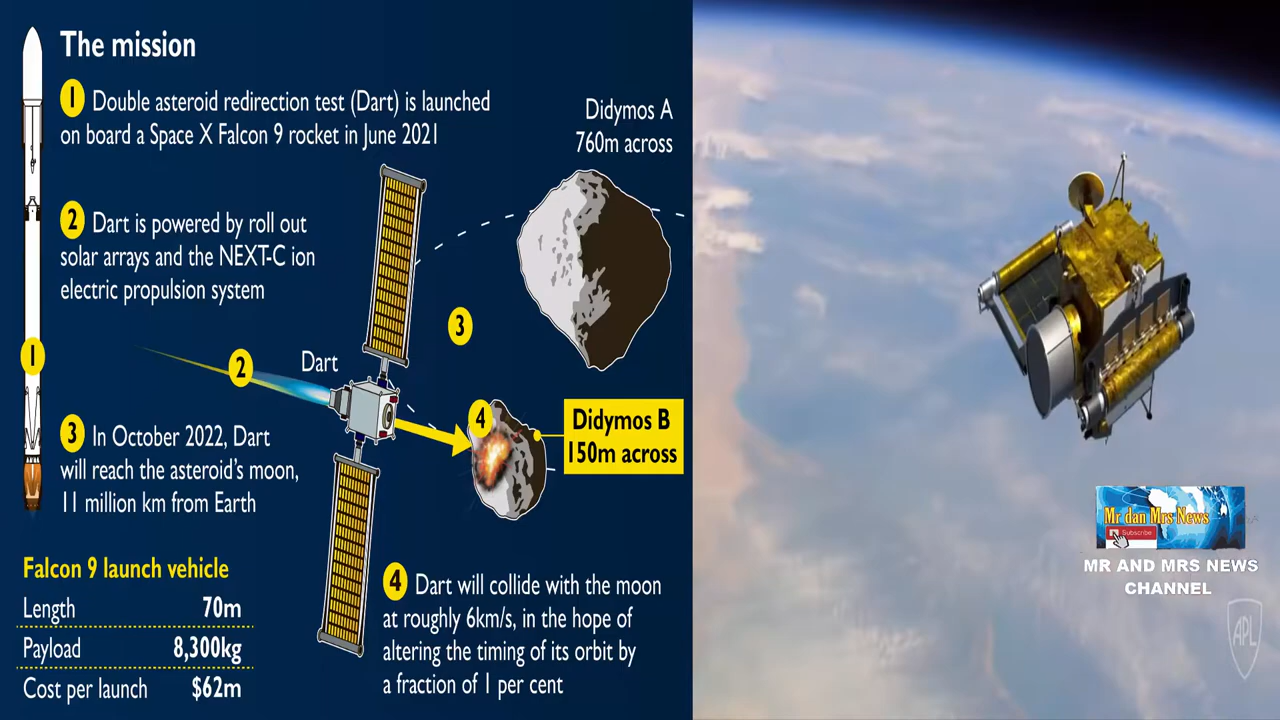 The mission
1 Double asteroid redirection test (Dart) is launched
on board a Space X Falcon 9 rocket in June 2021
Didymos A
760m across
2 Dart is powered by roll out
solar arrays and the NEXT-C ion
electric propulsion system
3
1
2
Dart
4
Didymos B
150m across
3 In October 2022, Dart
will reach the asteroid's moon,
11 million km from Earth
Falcon 9 launch vehicle
Length 70m
Payload 8,300kg
Cost per launch $62m
4 Dart will collide with the moon
at roughly 6km/s, in the hope of
altering the timing of its orbit by
a fraction of 1 per cent
Mr dan Mrs News
Subscribe
MR AND MRS NEWS
CHANNEL
APL